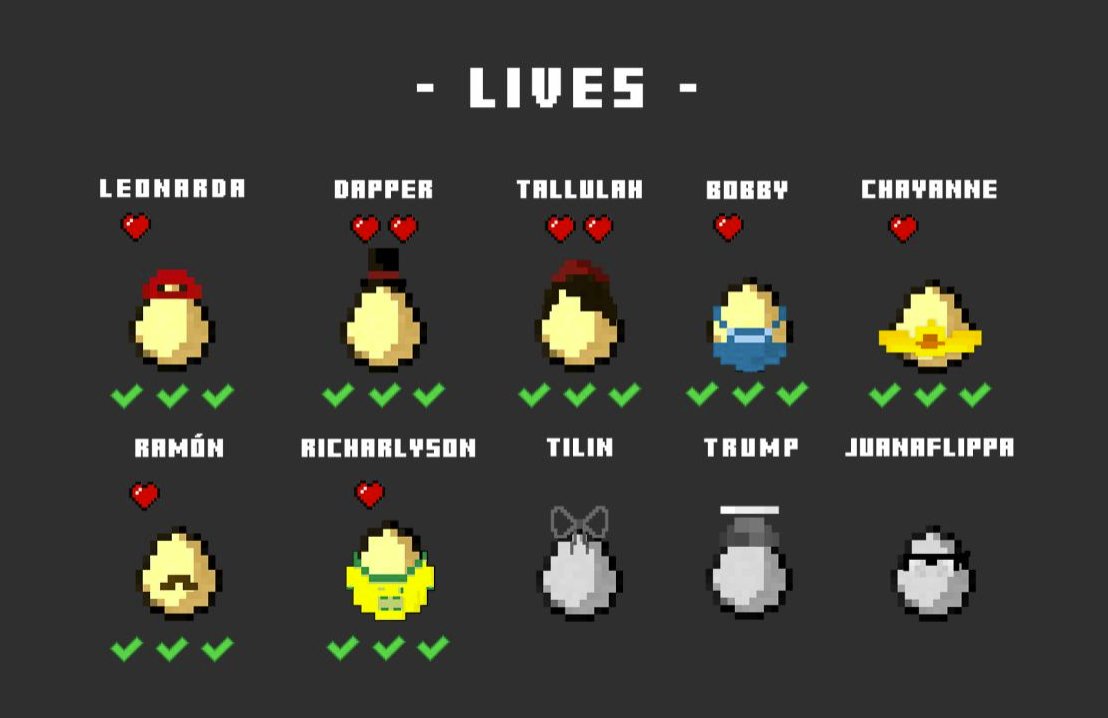 - LIVES -
LEONARDA DAPPER TALLULAH BOBBY CHAYANNE
RAMÓN RICHARLYSON TILIN TRUMP JUANAFLIPPA